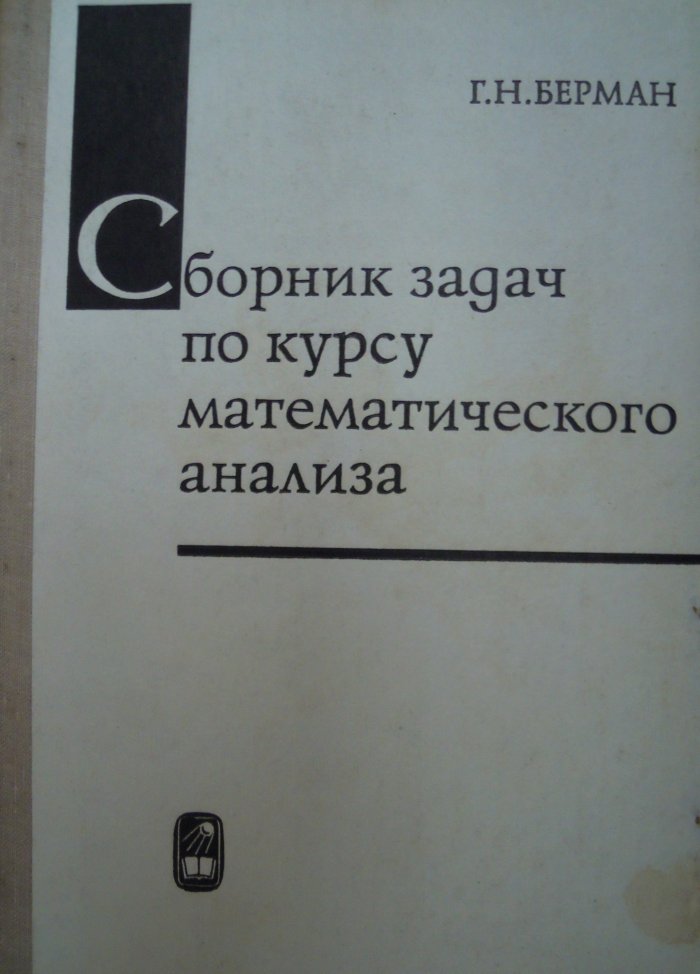 Г.Н.БЕРМАН
Сборник задач
по курсу
математического
анализа